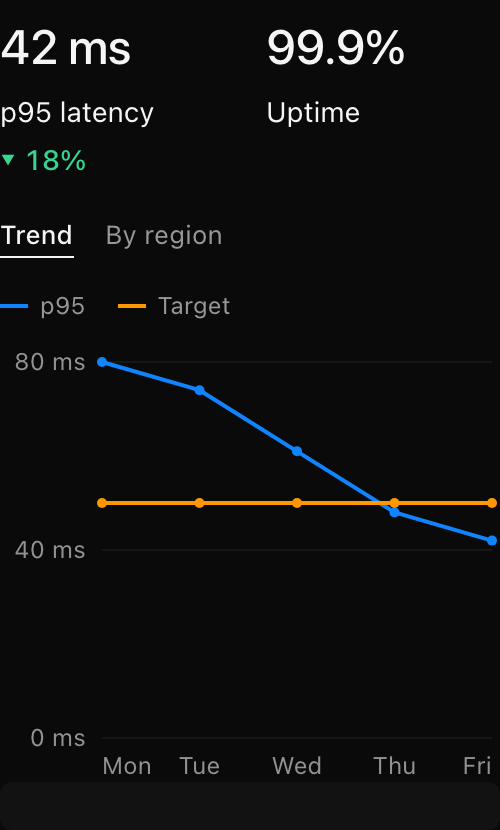 42 ms 99.9%
p95 latency Uptime
▼ 18%
Trend By region
p95 Target
80 ms
40 ms
0 ms
Mon Tue Wed Thu Fri